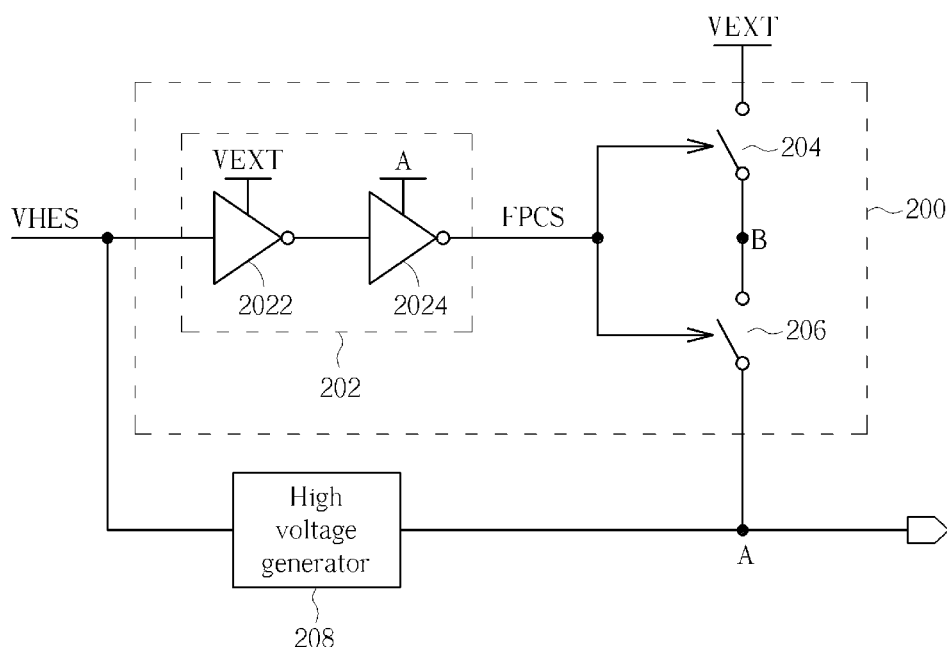 VEXT
204
VEXT
A
VHES
FPCS
B
200
2022
2024
206
202
High
voltage
generator
A
208